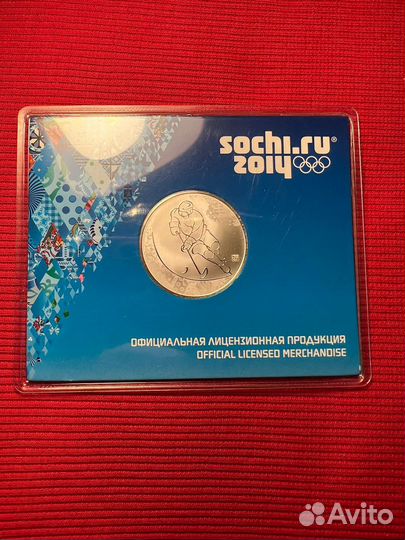 sochi.ru
2014
ОФИЦИАЛЬНАЯ ЛИЦЕНЗИОННАЯ ПРОДУКЦИЯ
OFFICIAL LICENSED MERCHANDISE
Avito